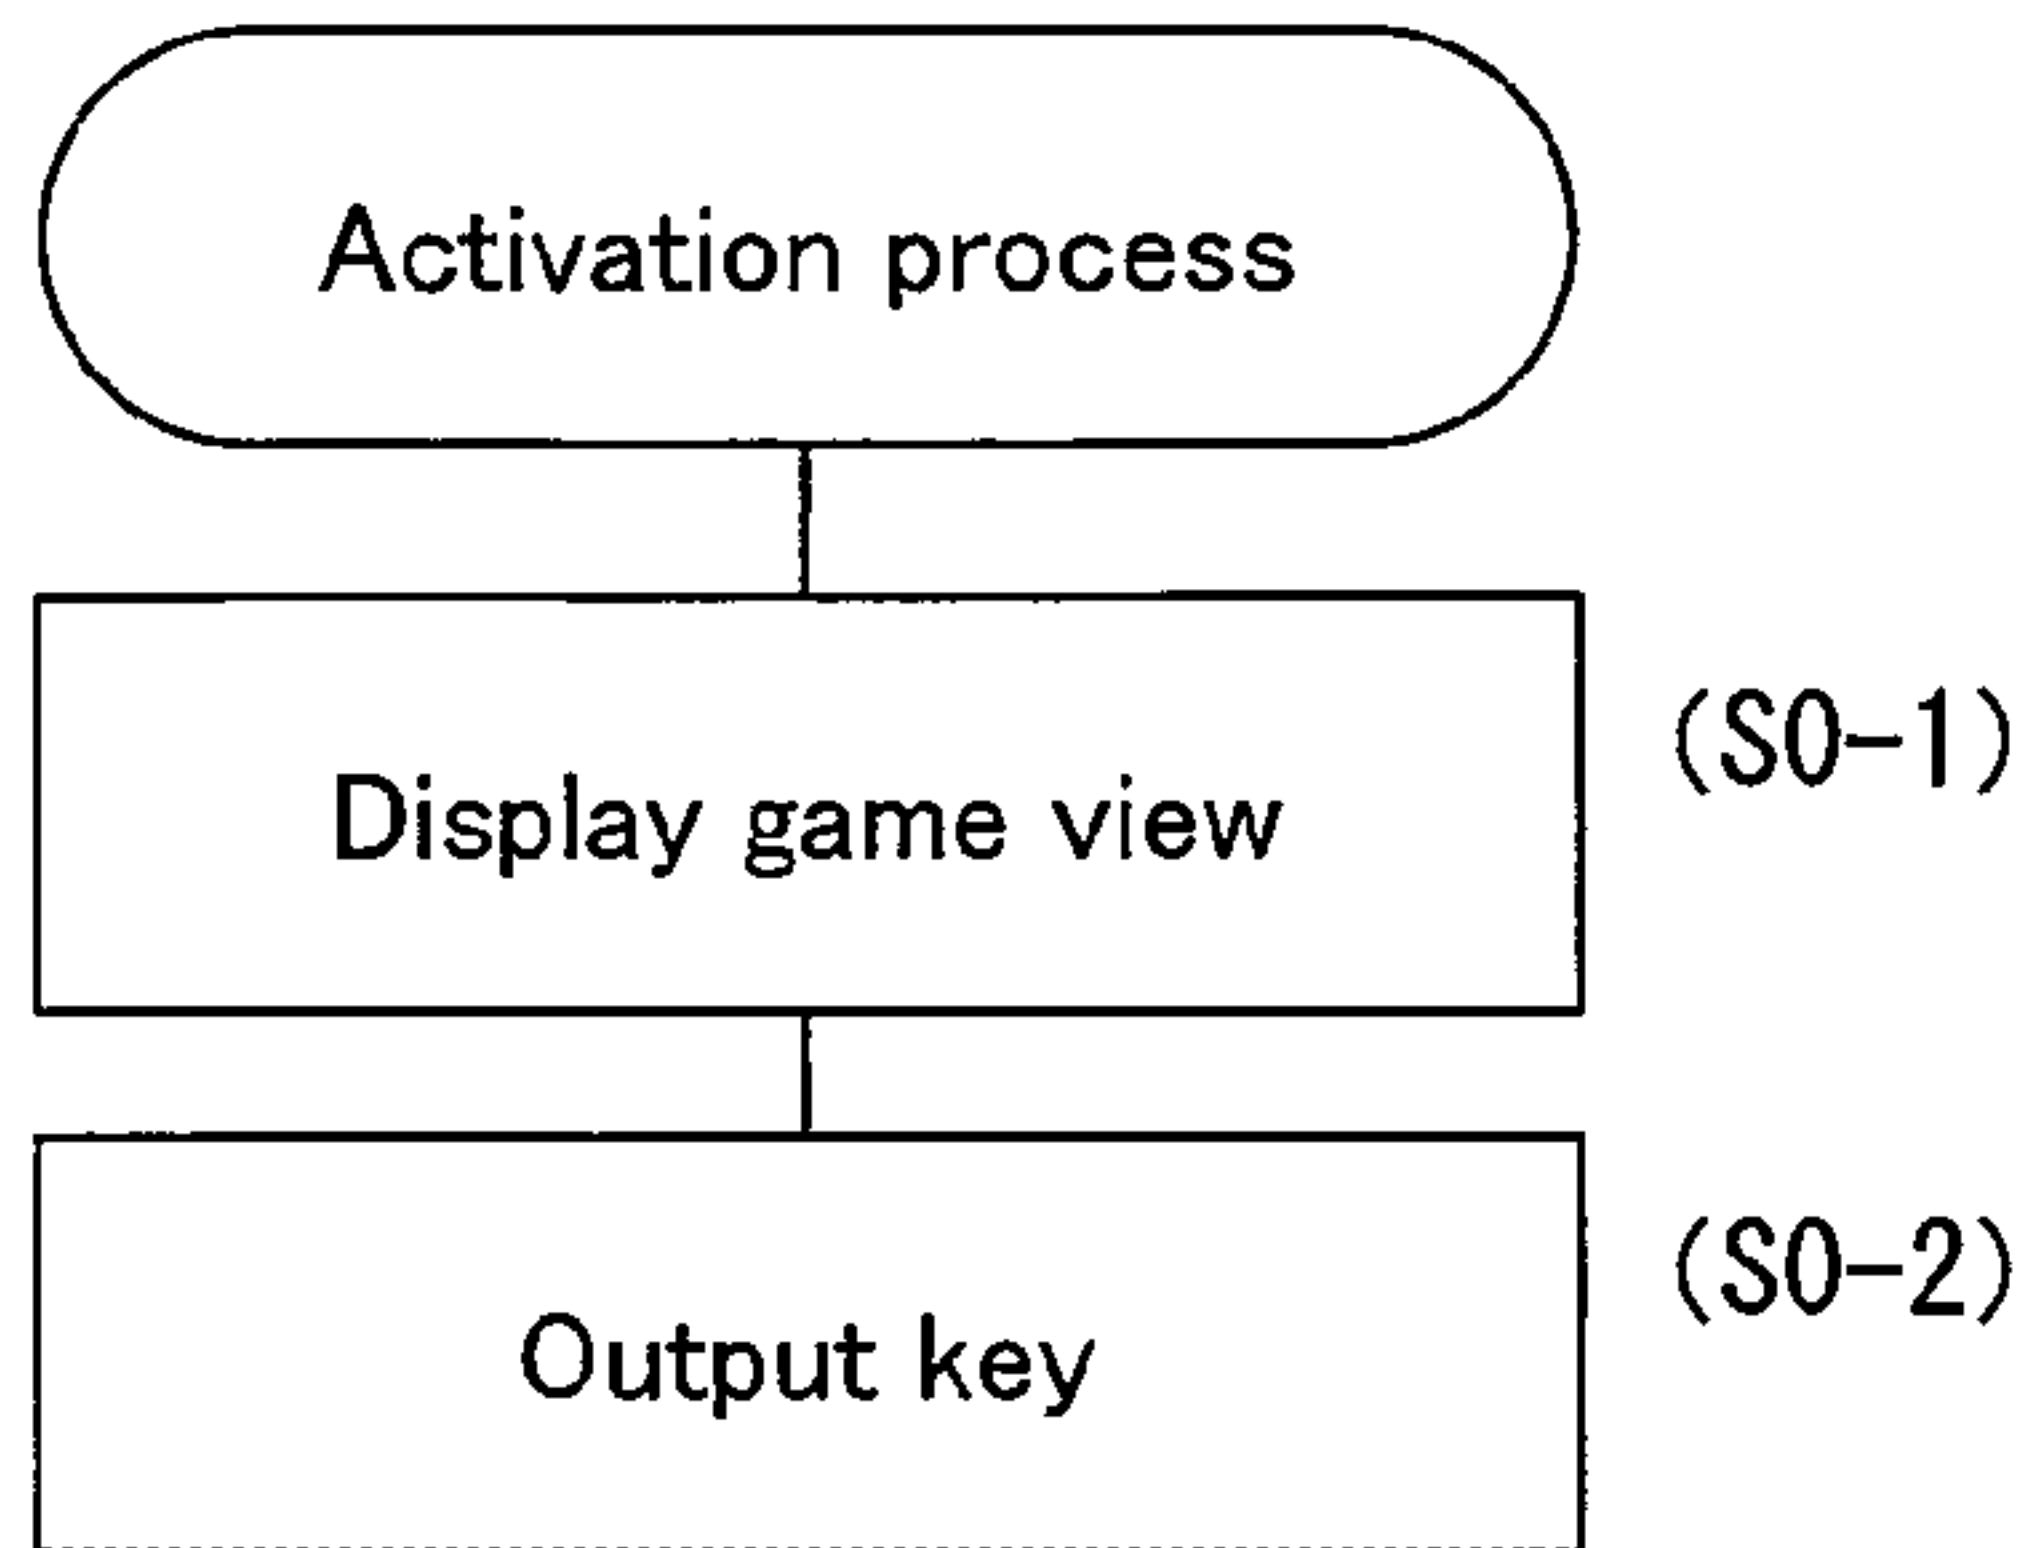 Activation process
(S0-1)
Display game view
(S0-2)
Output key